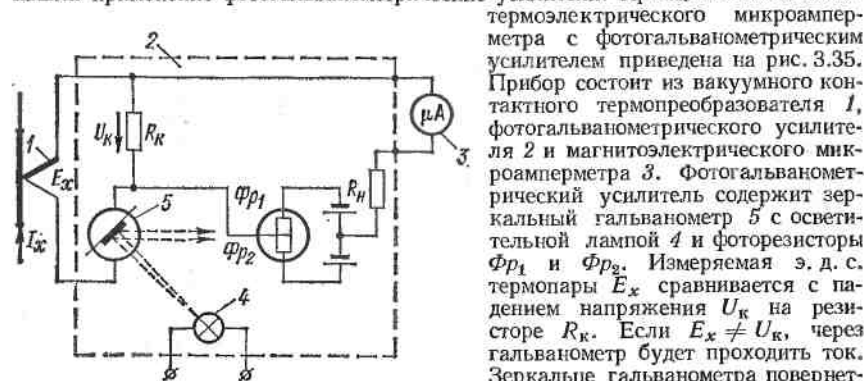 термоэлектрического микроампер-
метра с фотогальванометрическим
усилителем приведена на рис. 3.35.
Прибор состоит из вакуумного кон-
тактного термопреобразователя 1,
фотогальванометрического усилите-
ля 2 и магнитоэлектрического мик-
роамперметра 3. Фотогальваномет-
рический усилитель содержит зер-
кальный гальванометр 5 с освети-
тельной лампой 4 и фоторезисторы
Фр₁ и Фр₂. Измеряемая э. д. с.
термопары Eₓ сравнивается с па-
дением напряжения Uк на рези-
сторе Rк. Если Eₓ ≠ Uк, через
гальванометр будет проходить ток.
Зеркальце гальванометра повернет-
2
1
Uк
Rк
μA
3
Eₓ
5
Фр1
Фр2
Rн
Iₓ
4